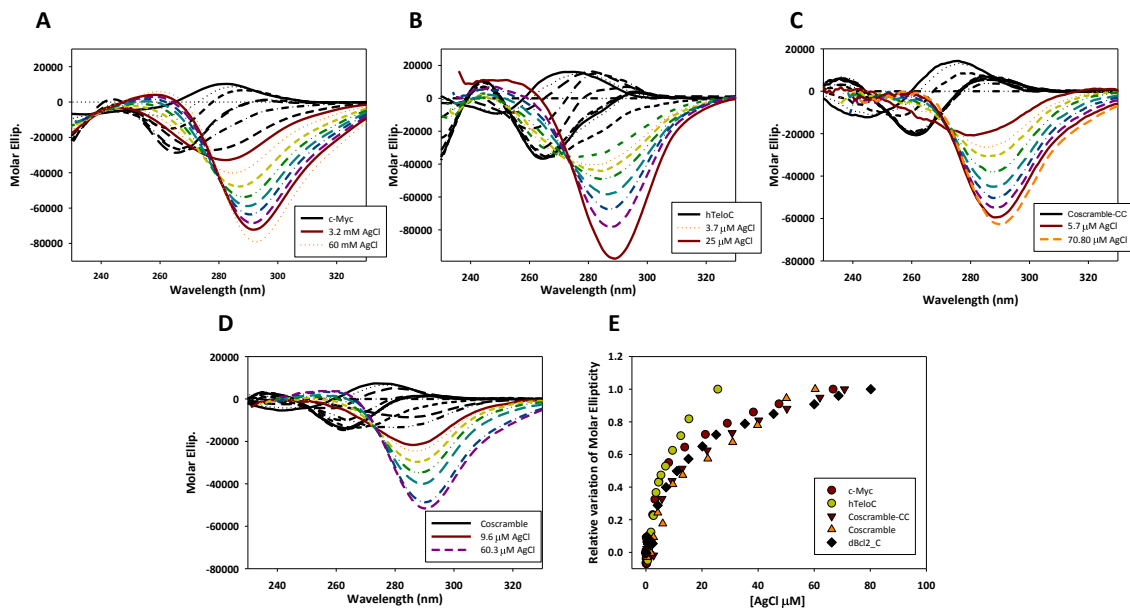 A
20000
0
-20000
-40000
-60000
-80000
Molar Ellip.
240
260
280
300
320
Wavelength (nm)
c-Myc
3.2 mM AgCl
60 mM AgCl
B
20000
0
-20000
-40000
-60000
-80000
Molar Ellip.
240
260
280
300
320
Wavelength (nm)
hTeloC
3.7 μM AgCl
25 μM AgCl
C
20000
0
-20000
-40000
-60000
Molar Ellip.
240
260
280
300
320
Wavelength (nm)
Coscramble-CC
5.7 μM AgCl
70.80 μM AgCl
D
20000
0
-20000
-40000
-60000
-80000
Molar Ellip.
240
260
280
300
320
Wavelength (nm)
Coscramble
9.6 μM AgCl
60.3 μM AgCl
E
1.2
1.0
0.8
0.6
0.4
0.2
0.0
Relative variation of Molar Ellipticity
0
20
40
60
80
100
[AgCl μM]
c-Myc
hTeloC
Coscramble-CC
Coscramble
dBcl2_C